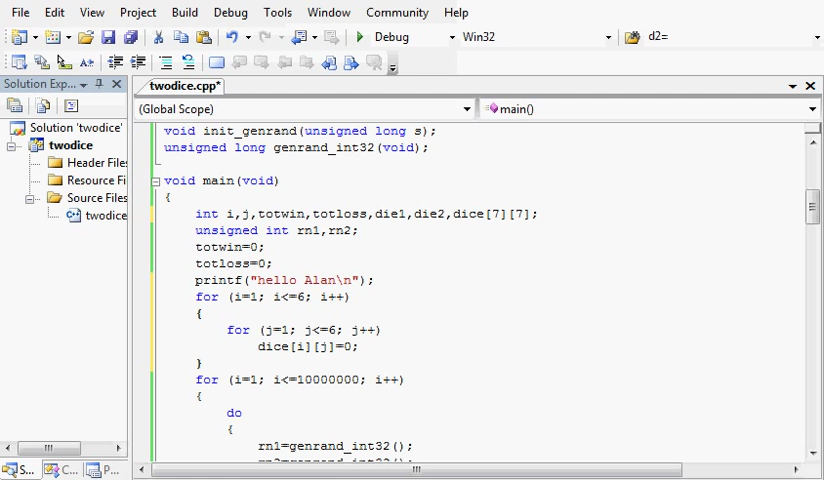 File Edit View Project Build Debug Tools Window Community Help
Debug Win32 d2=
Solution Exp...
twodice.cpp*
(Global Scope) main()
Solution 'twodice'
twodice
Header Files
Resource Fi
Source Files
twodice
void init_genrand(unsigned long s);
unsigned long genrand_int32(void);
void main(void)
{
int i,j,totwin,totloss,die1,die2,dice[7][7];
unsigned int rn1,rn2;
totwin=0;
totloss=0;
printf("hello Alan\n");
for (i=1; i<=6; i++)
{
for (j=1; j<=6; j++)
dice[i][j]=0;
}
for (i=1; i<=10000000; i++)
{
do
{
rn1=genrand_int32();
rn2=genrand_int32();
S... C... P...